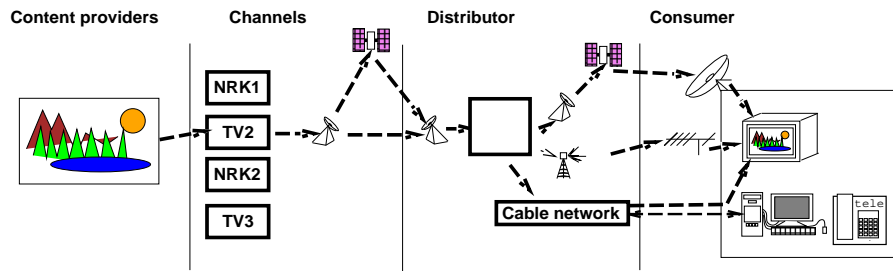 Content providers
Channels
Distributor
Consumer
NRK1
TV2
NRK2
TV3
Cable network
tele